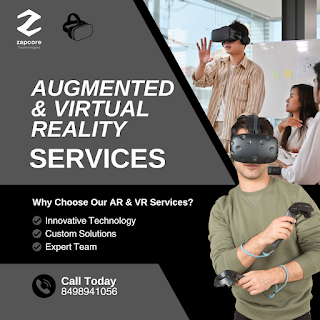 zapcore
Technologies
AUGMENTED
& VIRTUAL
REALITY
SERVICES
Why Choose Our AR & VR Services?
Innovative Technology
Custom Solutions
Expert Team
Call Today
8498941056